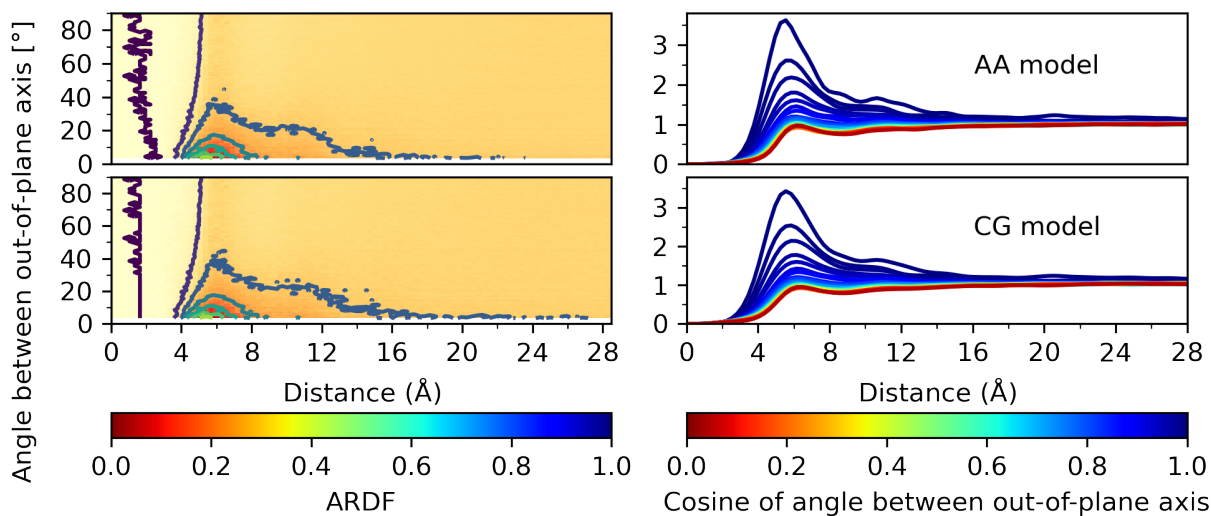 Angle between out-of-plane axis [°]
80
60
40
20
0
80
60
40
20
0
0 4 8 12 16 20 24 28
Distance (Å)
0.0 0.2 0.4 0.6 0.8 1.0
ARDF
3
2
1
0
AA model
3
2
1
0
CG model
0 4 8 12 16 20 24 28
Distance (Å)
0.0 0.2 0.4 0.6 0.8 1.0
Cosine of angle between out-of-plane axis